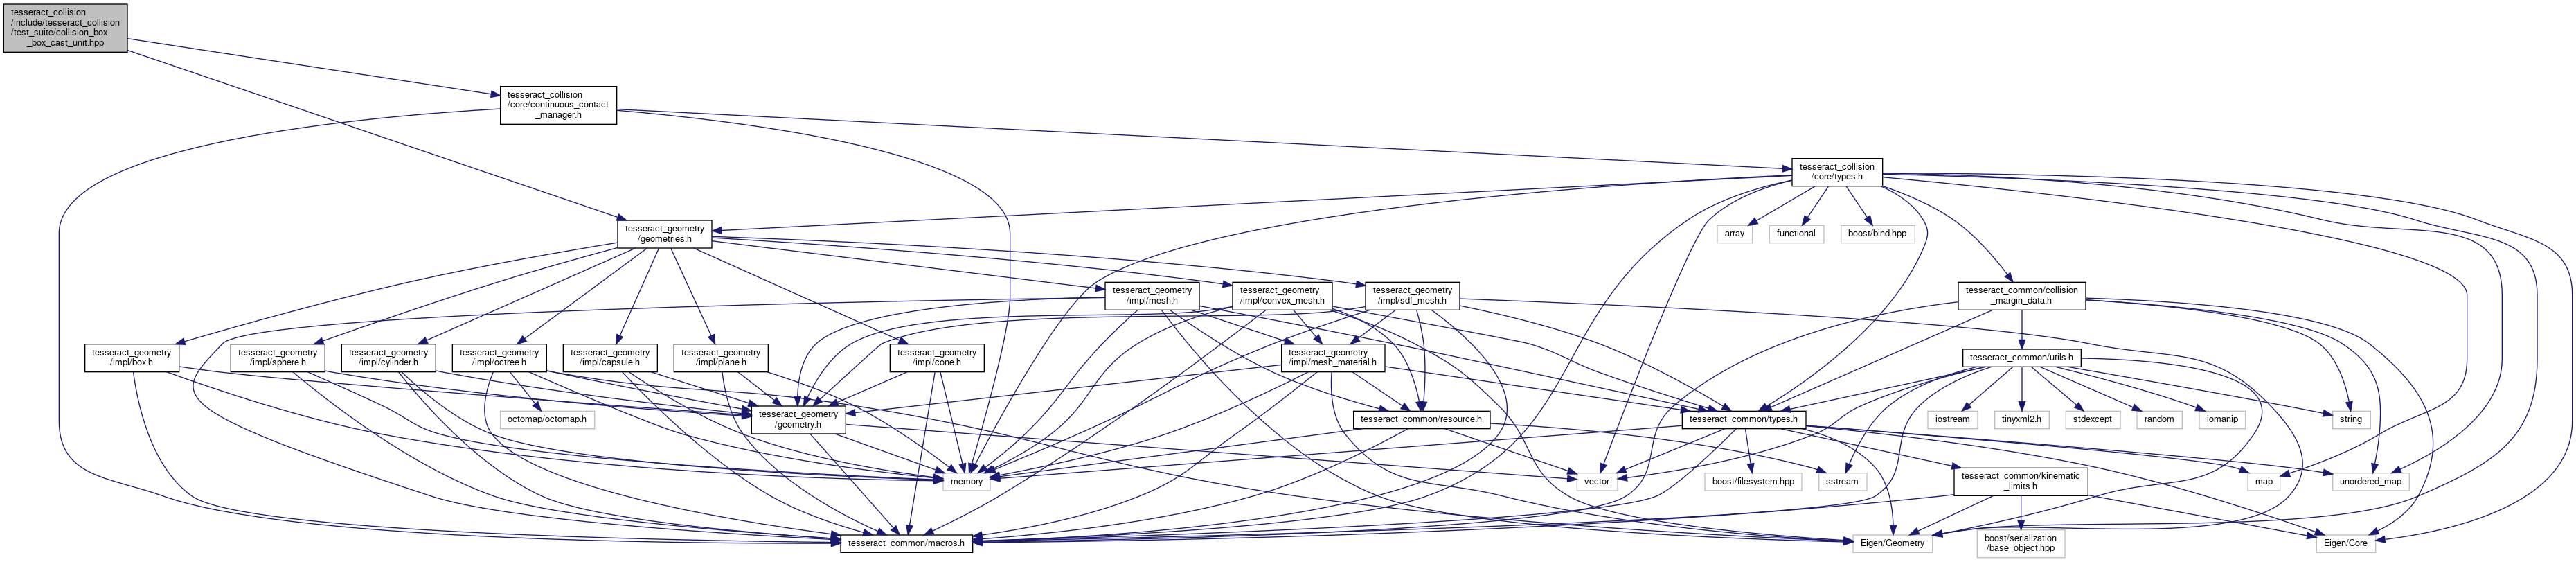 tesseract_collision
/include/tesseract_collision
/test_suite/collision_box
_box_cast_unit.hpp
tesseract_collision
/core/continuous_contact
_manager.h
tesseract_collision
/core/types.h
tesseract_geometry
/geometries.h
array
functional
boost/bind.hpp
tesseract_geometry
/impl/mesh.h
tesseract_geometry
/impl/convex_mesh.h
tesseract_geometry
/impl/sdf_mesh.h
tesseract_common/collision
_margin_data.h
tesseract_geometry
/impl/box.h
tesseract_geometry
/impl/sphere.h
tesseract_geometry
/impl/cylinder.h
tesseract_geometry
/impl/octree.h
tesseract_geometry
/impl/capsule.h
tesseract_geometry
/impl/plane.h
tesseract_geometry
/impl/cone.h
tesseract_geometry
/impl/mesh_material.h
tesseract_common/utils.h
octomap/octomap.h
tesseract_geometry
/geometry.h
tesseract_common/resource.h
tesseract_common/types.h
iostream
tinyxml2.h
stdexcept
random
iomanip
string
memory
vector
boost/filesystem.hpp
sstream
tesseract_common/kinematic
_limits.h
map
unordered_map
tesseract_common/macros.h
Eigen/Geometry
boost/serialization
/base_object.hpp
Eigen/Core